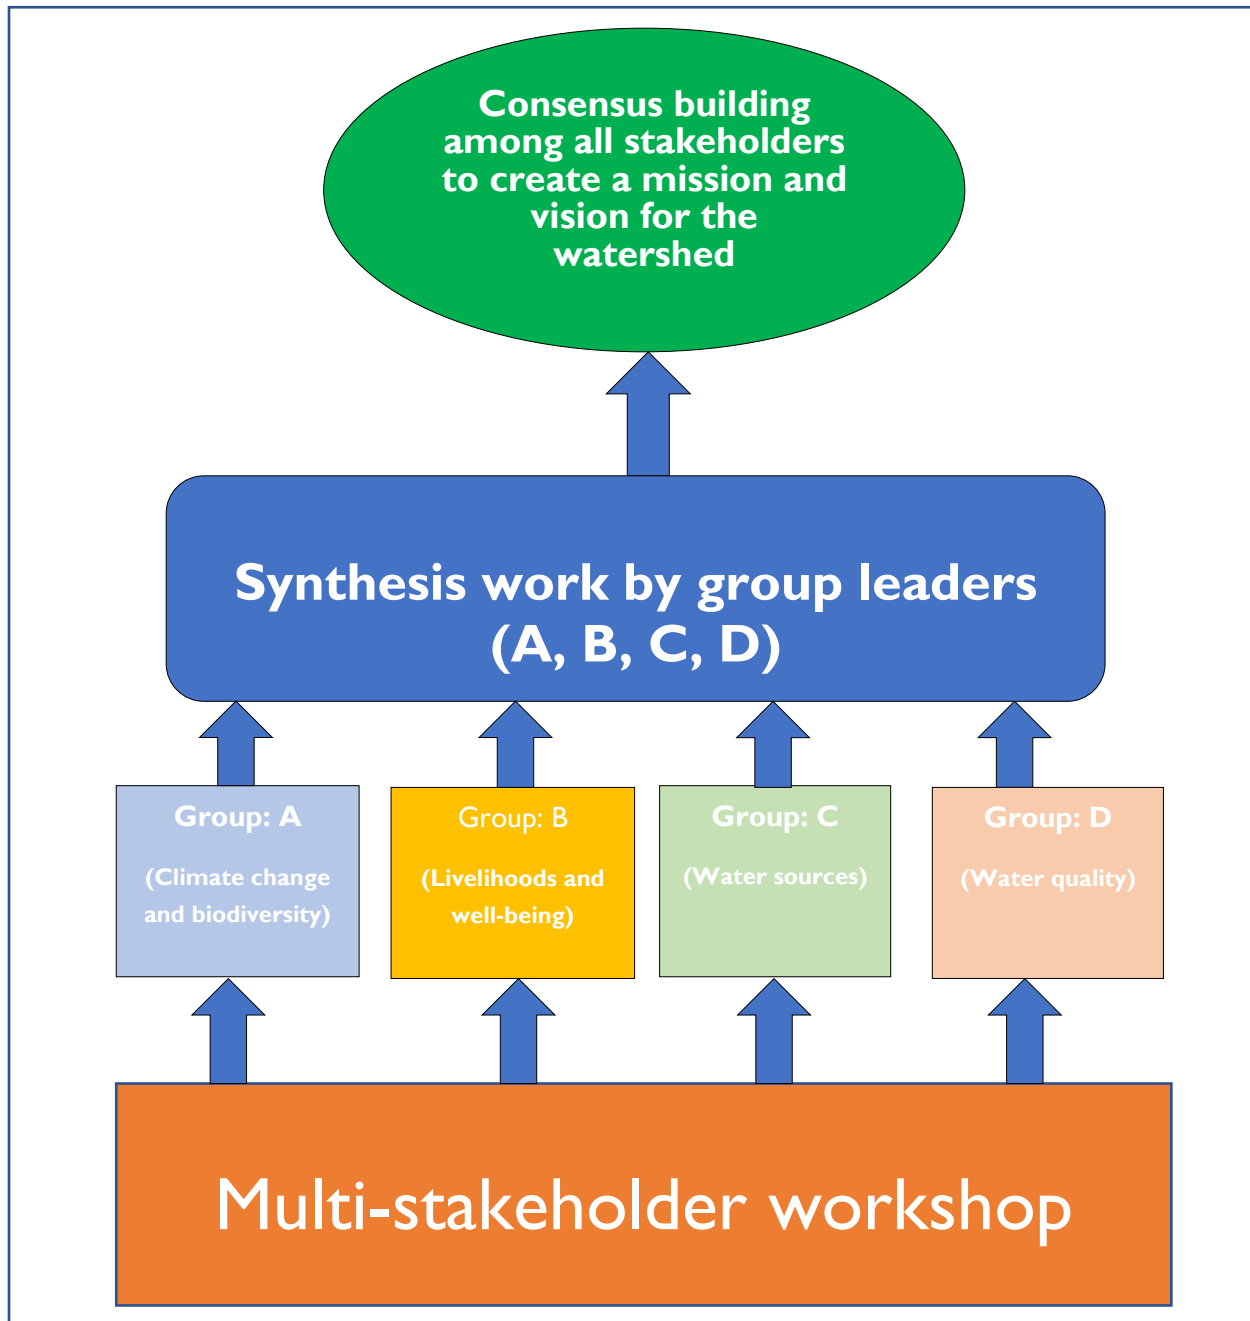 Consensus building
among all stakeholders
to create a mission and
vision for the
watershed
Synthesis work by group leaders
(A, B, C, D)
Group: A
(Climate change
and biodiversity)
Group: B
(Livelihoods and
well-being)
Group: C
(Water sources)
Group: D
(Water quality)
Multi-stakeholder workshop